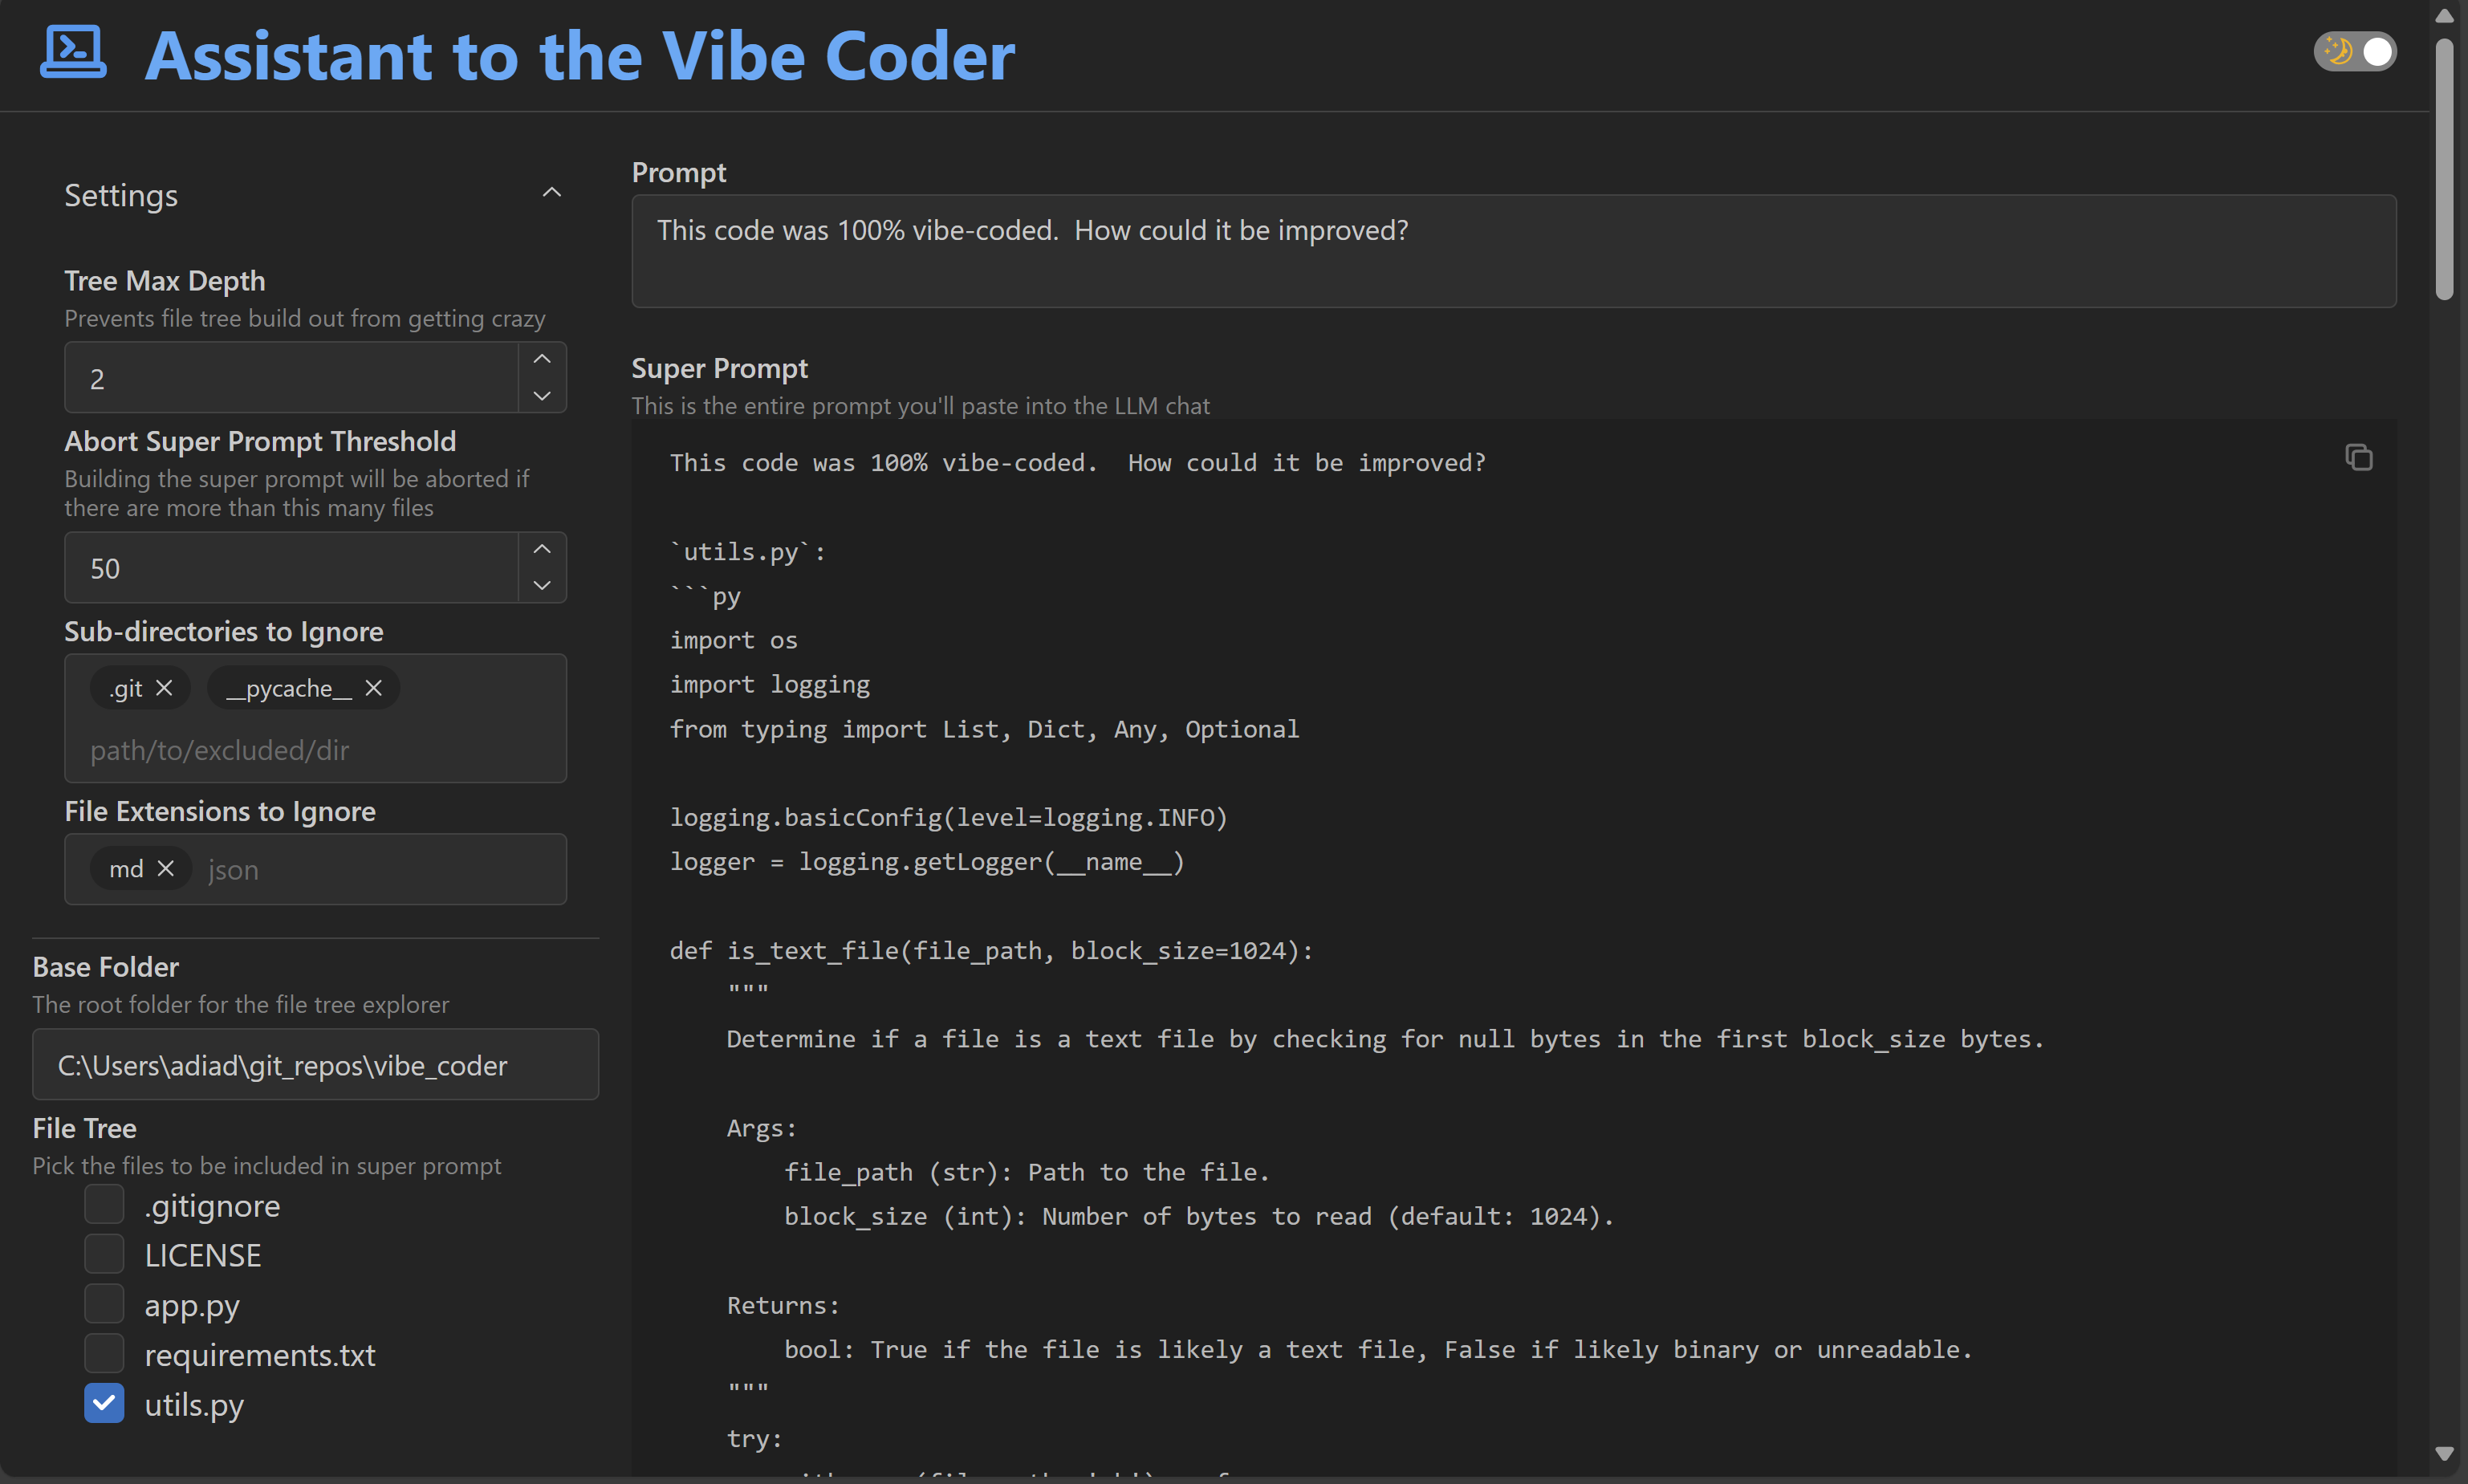 Assistant to the Vibe Coder
Settings
Tree Max Depth
Prevents file tree build out from getting crazy
2
Abort Super Prompt Threshold
Building the super prompt will be aborted if
there are more than this many files
50
Sub-directories to Ignore
.git __pycache__
path/to/excluded/dir
File Extensions to Ignore
md json
Base Folder
The root folder for the file tree explorer
C:\Users\adiad\git_repos\vibe_coder
File Tree
Pick the files to be included in super prompt
.gitignore
LICENSE
app.py
requirements.txt
utils.py
Prompt
This code was 100% vibe-coded.  How could it be improved?
Super Prompt
This is the entire prompt you'll paste into the LLM chat
This code was 100% vibe-coded.  How could it be improved?
`utils.py`:
```py
import os
import logging
from typing import List, Dict, Any, Optional
logging.basicConfig(level=logging.INFO)
logger = logging.getLogger(__name__)
def is_text_file(file_path, block_size=1024):
    """
    Determine if a file is a text file by checking for null bytes in the first block_size bytes.
    Args:
        file_path (str): Path to the file.
        block_size (int): Number of bytes to read (default: 1024).
    Returns:
        bool: True if the file is likely a text file, False if likely binary or unreadable.
    """
    try: